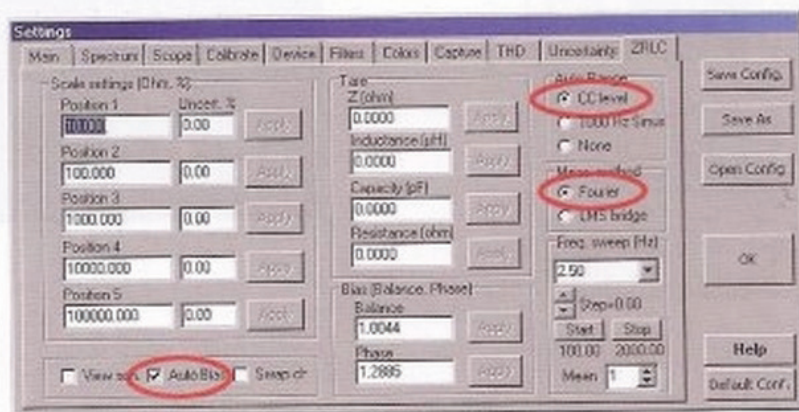 Settings
Main Spectrum Scope Calibrate Device Filters Colors Capture THD Uncertainty ZRLC
Scale settings (Ohm, %)
Position 1 Uncert. %
10.000 0.00 Apply
Position 2
100.000 0.00 Apply
Position 3
1000.000 0.00 Apply
Position 4
10000.000 0.00 Apply
Position 5
100000.000 0.00 Apply
View scn. Auto Bias Swap ch
Tare
Z (ohm)
0.0000 Apply
Inductance (µH)
0.0000 Apply
Capacity (pF)
0.0000 Apply
Resistance (ohm)
0.0000 Apply
Bias (Balance, Phase)
Balance
1.0044 Apply
Phase
1.2885 Apply
Auto Range
CC level
1000 Hz Sinus
None
Meas. method
Fourier
LMS bridge
Freq. sweep (Hz)
2.50
Step=0.00
Start Stop
100.00 2000.00
Mean 1
Save Config.
Save As
Open Config
OK
Help
Default Conf.